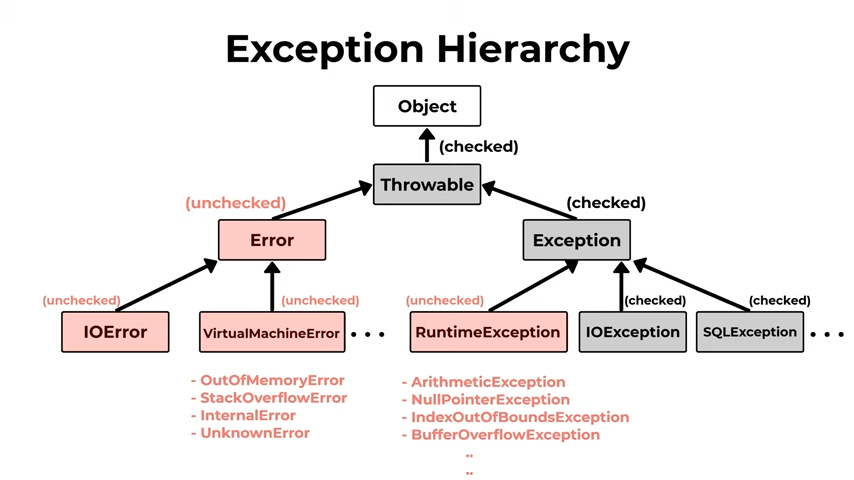 Exception Hierarchy
Object
(checked)
Throwable
(unchecked)
(checked)
Error
Exception
(unchecked)
(unchecked)
(unchecked)
(checked)
(checked)
IOError
VirtualMachineError
...
RuntimeException
IOException
SQLException
...
- OutOfMemoryError
- StackOverflowError
- InternalError
- UnknownError
- ArithmeticException
- NullPointerException
- IndexOutOfBoundsException
- BufferOverflowException
..
..